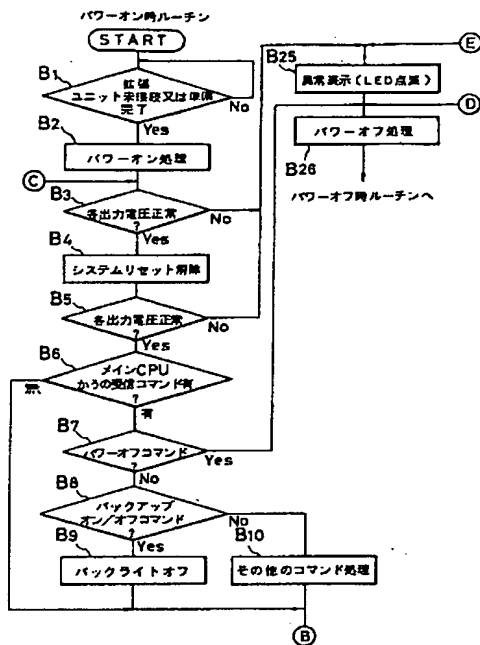 パワーオン時ルーチン
START
B1
拡張
ユニット未接続又は準備
完了
No
Yes
B2
パワーオン処理
C
B3
各出力電圧正常
?
No
Yes
B4
システムリセット解除
B5
各出力電圧正常
?
No
Yes
B6
メインCPU
からの受信コマンド有
?
無
有
B7
パワーオフコマンド
?
Yes
No
B8
バックアップ
オン/オフコマンド
?
No
Yes
B9
バックライトオフ
B10
その他のコマンド処理
B
E
B25
異常表示(LED点滅)
D
パワーオフ処理
B26
パワーオフ時ルーチンへ